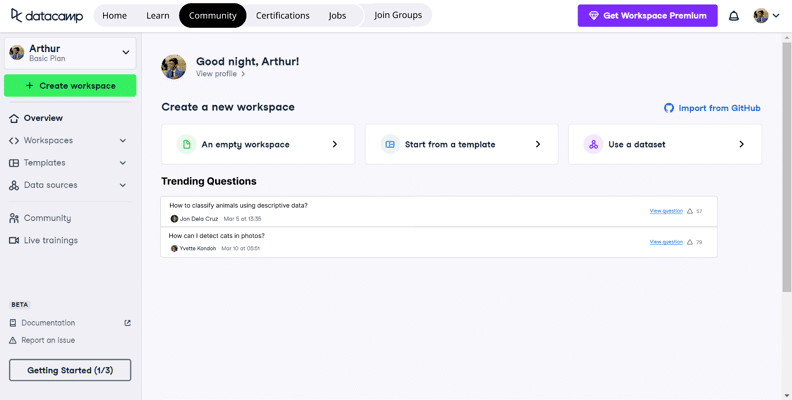 datacamp
Home Learn Community Certifications Jobs Join Groups
Get Workspace Premium
Arthur
Basic Plan
Create workspace
Overview
Workspaces
Templates
Data sources
Community
Live trainings
BETA
Documentation
Report an issue
Getting Started (1/3)
Good night, Arthur!
View profile
Create a new workspace
Import from GitHub
An empty workspace
Start from a template
Use a dataset
Trending Questions
How to classify animals using descriptive data?
Jon Dela Cruz Mar 5 at 13:35
View question 57
How can I detect cats in photos?
Yvette Kondoh Mar 10 at 05:51
View question 79